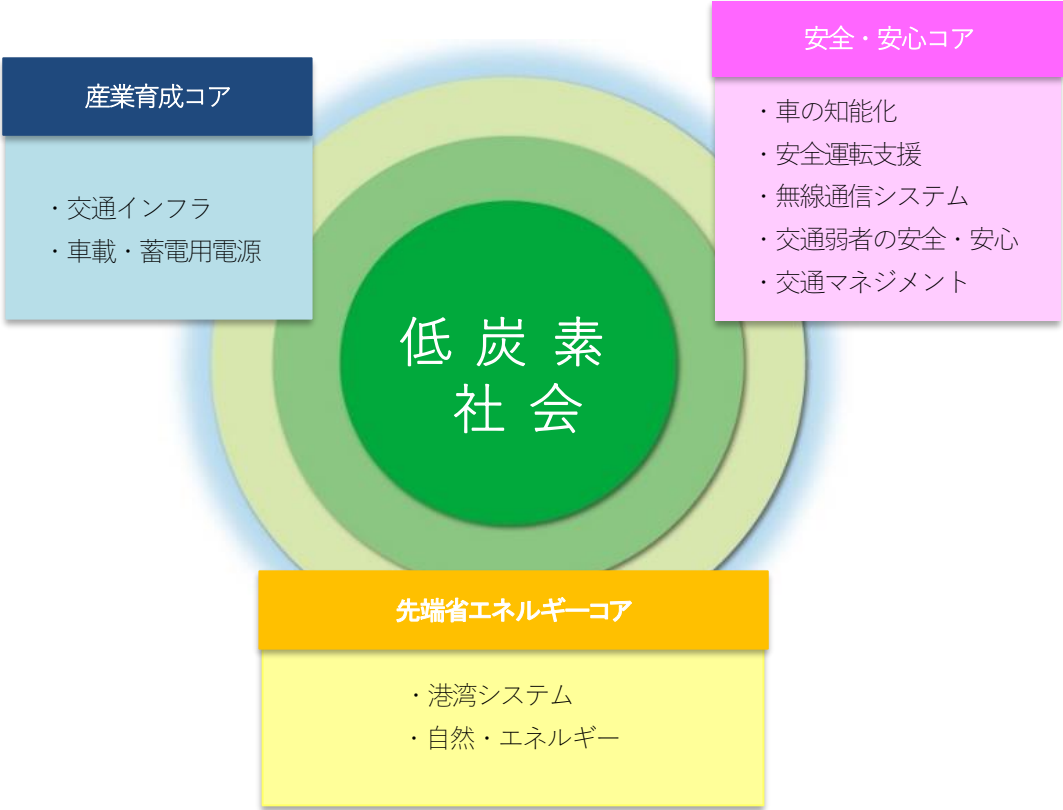 産業育成コア
・交通インフラ
・車載・蓄電用電源
安全・安心コア
・車の知能化
・安全運転支援
・無線通信システム
・交通弱者の安全・安心
・交通マネジメント
低炭素
社会
先端省エネルギーコア
・港湾システム
・自然・エネルギー